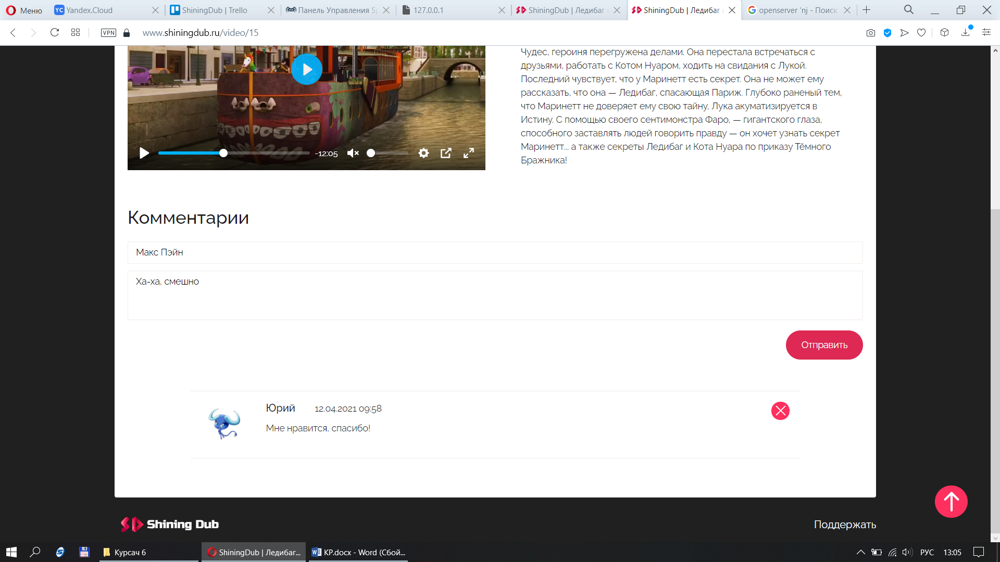 Меню
Yandex.Cloud
ShiningDub | Trello
Панель Управления Sp
127.0.0.1
ShiningDub | Ледибаг
ShiningDub | Ледибаг
openserver 'nj - Поиск
VPN
www.shiningdub.ru/video/15
Чудес, героиня перегружена делами. Она перестала встречаться с
друзьями, работать с Котом Нуаром, ходить на свидания с Лукой.
Последний чувствует, что у Маринетт есть секрет. Она не может ему
рассказать, что она — Ледибаг, спасающая Париж. Глубоко раненый тем,
что Маринетт не доверяет ему свою тайну, Лука акуматизируется в
Истину. С помощью своего сентимонстра Фаро, — гигантского глаза,
способного заставлять людей говорить правду — он хочет узнать секрет
Маринетт... а также секреты Ледибаг и Кота Нуара по приказу Тёмного
Бражника!
-12:05
Комментарии
Макс Пэйн
Ха-ха, смешно
Отправить
Юрий
12.04.2021 09:58
Мне нравится, спасибо!
Shining Dub
Поддержать
Курсач 6
ShiningDub | Ледибаг...
KP.docx - Word (Сбой...
РУС
13:05